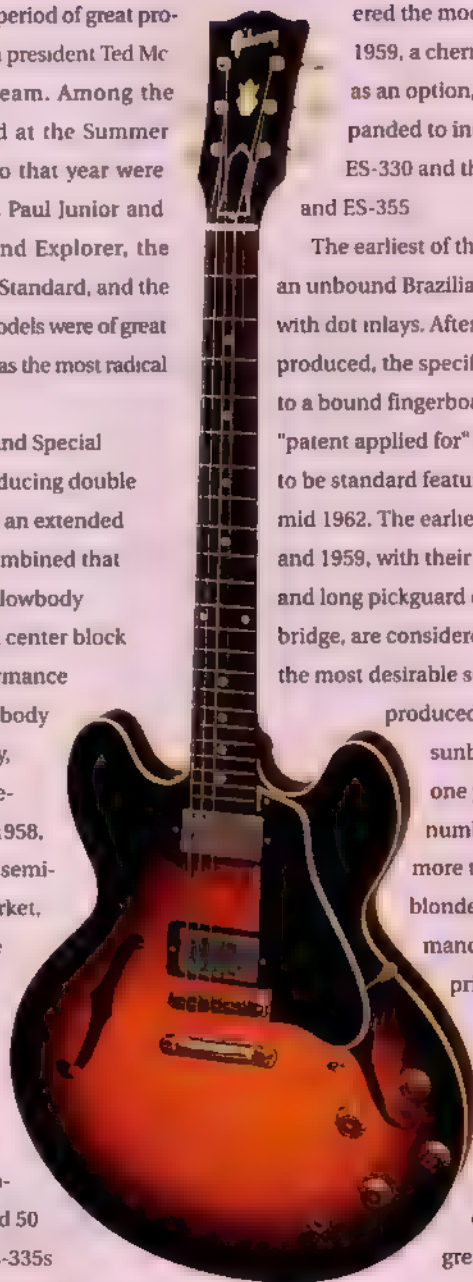 period of great pro-
president Ted Mc
eam. Among the
d at the Summer
o that year were
Paul Junior and
nd Explorer, the
Standard, and the
odels were of great
as the most radical
and Special
ducing double
an extended
mbined that
lowbody
center block
rmance
body
y,
e-
1958,
semi-
rket,
e
n-
d 50
S-335s
Gibson
ered the mo
1959, a cherr
as an option,
panded to in
ES-330 and th
and ES-355
The earliest of th
an unbound Brazilia
with dot inlays. After
produced, the specif
to a bound fingerboa
"patent applied for"
to be standard featur
mid 1962. The earlie
and 1959, with their
and long pickguard e
bridge, are considere
the most desirable s
produced
sunb
one
numb
more t
blonde
manc
pri
gre